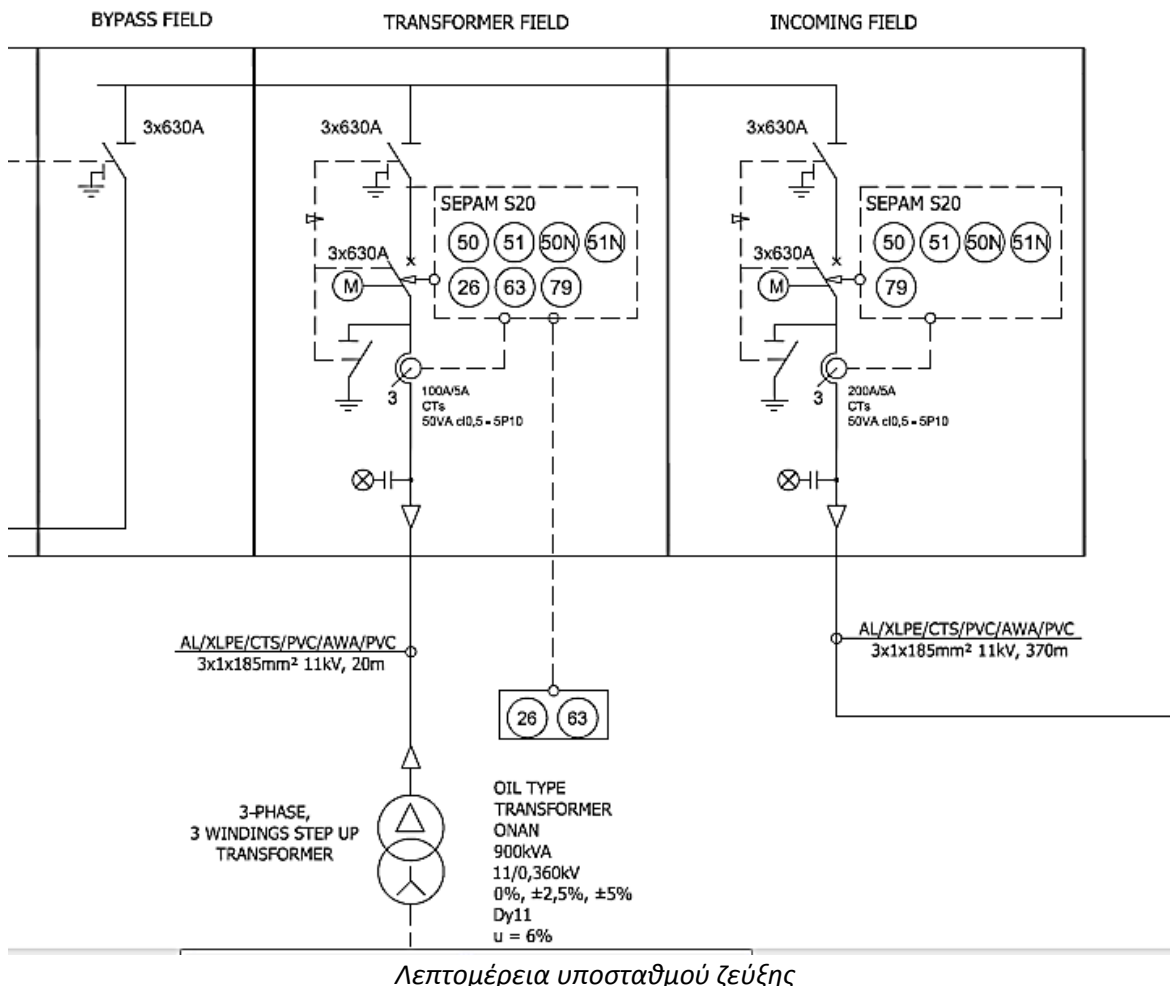 BYPASS FIELD
TRANSFORMER FIELD
INCOMING FIELD
3x630A
3x630A
3x630A
SEPAM S20
50 51 50N 51N
26 63 79
3x630A
M
3
100A/5A
CTs
50VA cl0,5 - 5P10
SEPAM S20
50 51 50N 51N
79
3x630A
M
3
200A/5A
CTs
50VA cl0,5 - 5P10
AL/XLPE/CTS/PVC/AWA/PVC
3x1x185mm² 11kV, 20m
AL/XLPE/CTS/PVC/AWA/PVC
3x1x185mm² 11kV, 370m
26 63
3-PHASE,
3 WINDINGS STEP UP
TRANSFORMER
OIL TYPE
TRANSFORMER
ONAN
900kVA
11/0,360kV
0%, ±2,5%, ±5%
Dy11
u = 6%
Λεπτομέρεια υποσταθμού ζεύξης